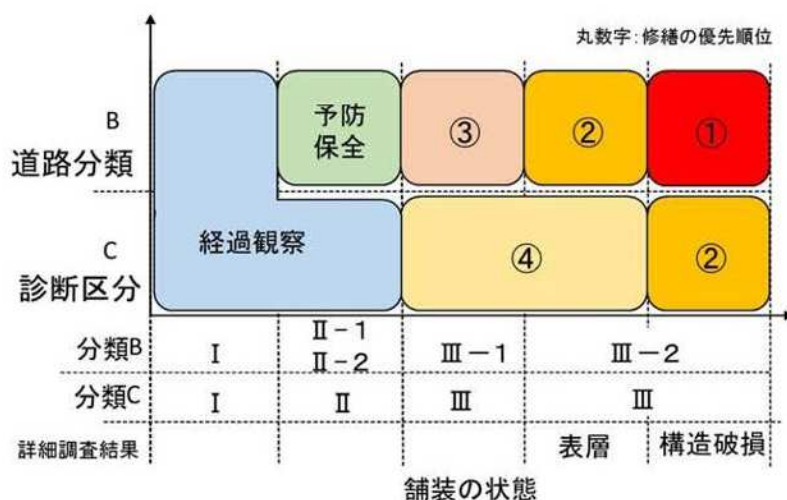 丸数字:修繕の優先順位
B
道路分類
予防
保全
③
②
①
C
診断区分
経過観察
④
②
分類B
Ⅰ
Ⅱ-1
Ⅱ-2
Ⅲ-1
Ⅲ-2
分類C
Ⅰ
Ⅱ
Ⅲ
Ⅲ
詳細調査結果
表層
構造破損
舗装の状態